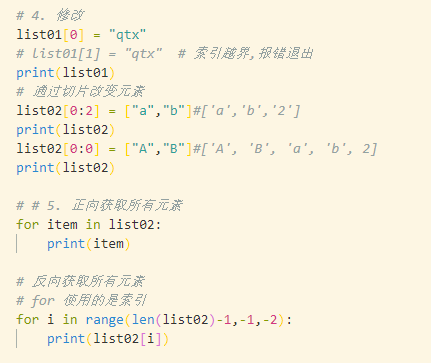 # 4. 修改
list01[0] = "qtx"
# list01[1] = "qtx"  # 索引越界,报错退出
print(list01)
# 通过切片改变元素
list02[0:2] = ["a","b"]#['a','b','2']
print(list02)
list02[0:0] = ["A","B"]#['A', 'B', 'a', 'b', 2]
print(list02)
# # 5. 正向获取所有元素
for item in list02:
    print(item)
# 反向获取所有元素
# for 使用的是索引
for i in range(len(list02)-1,-1,-2):
    print(list02[i])